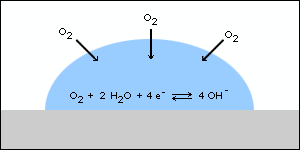 O₂
O₂ O₂
O₂ + 2 H₂O + 4 e⁻ ⇌ 4 OH⁻